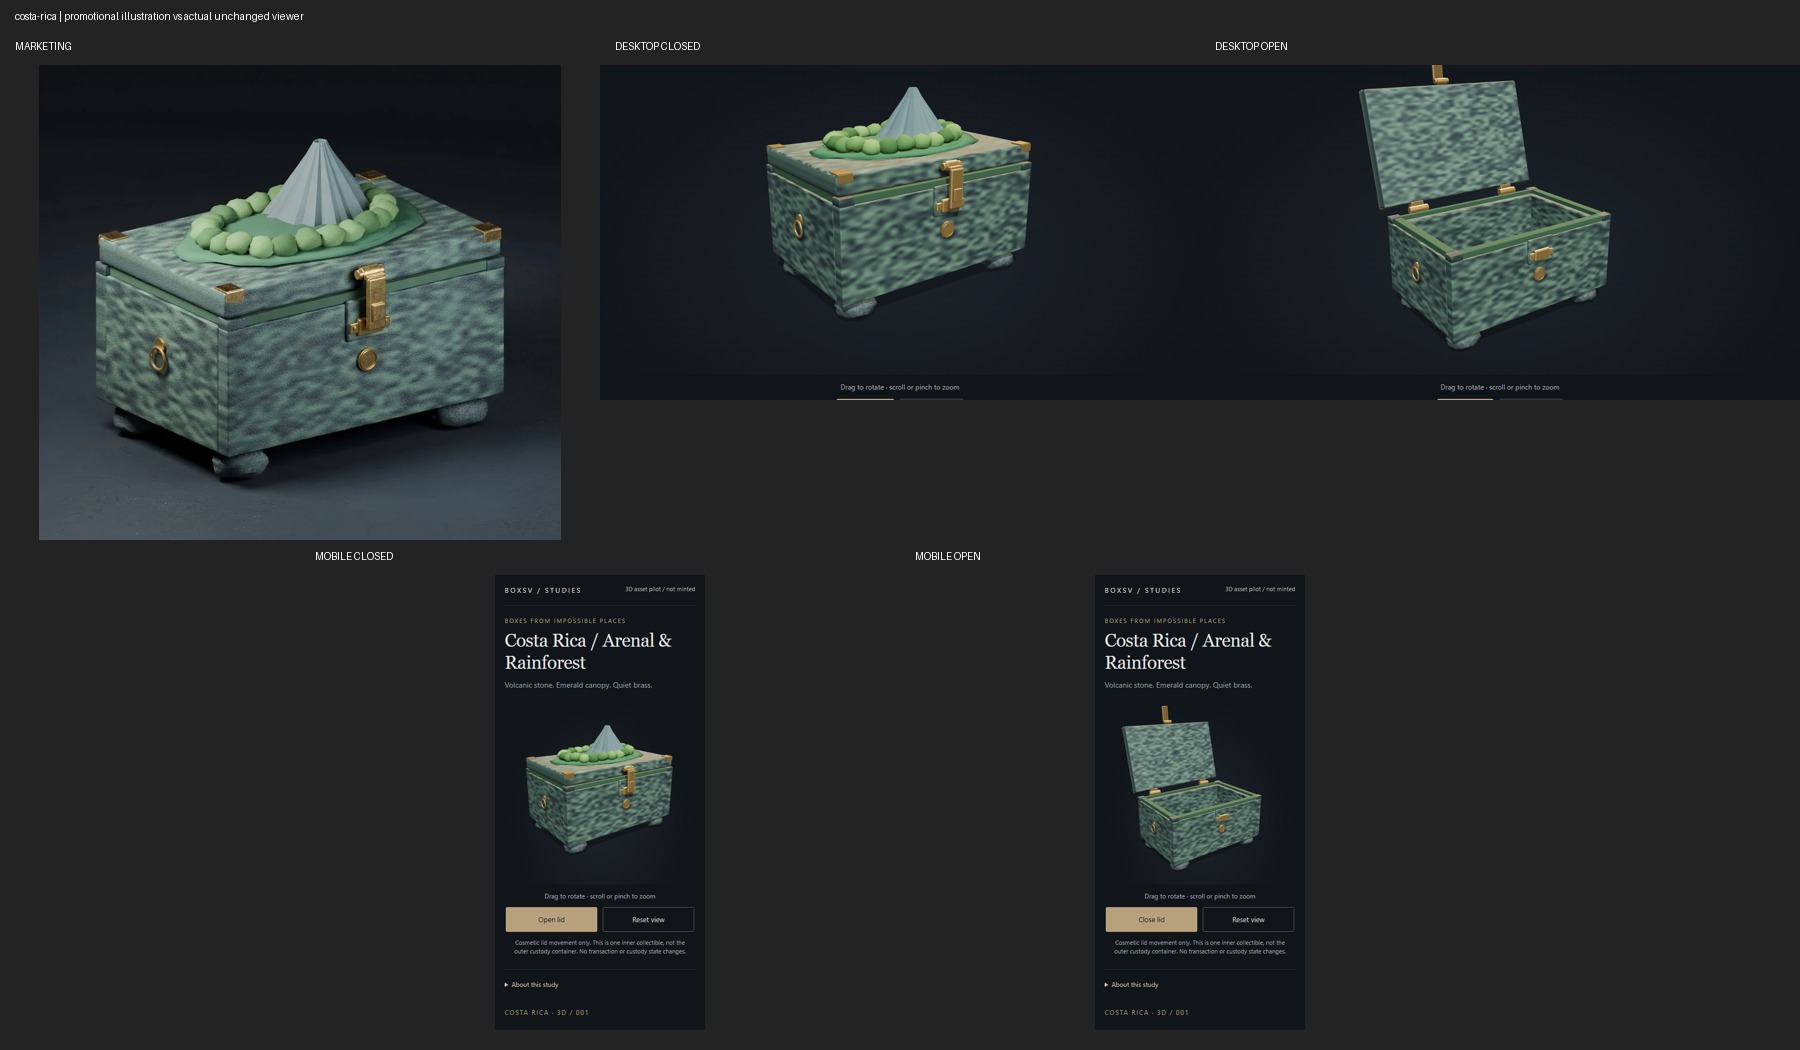 costa-rica | promotional illustration vs actual unchanged viewer
MARKETING
DESKTOP CLOSED
DESKTOP OPEN
Drag to rotate · scroll or pinch to zoom
Drag to rotate · scroll or pinch to zoom
MOBILE CLOSED
MOBILE OPEN
BOXSV / STUDIES
3D asset pilot / not minted
BOXES FROM IMPOSSIBLE PLACES
Costa Rica / Arenal &
Rainforest
Volcanic stone. Emerald canopy. Quiet brass.
Drag to rotate · scroll or pinch to zoom
Open lid
Reset view
Cosmetic lid movement only. This is one inner collectible, not the
outer custody container. No transaction or custody state changes.
▶ About this study
COSTA RICA · 3D / 001
BOXSV / STUDIES
3D asset pilot / not minted
BOXES FROM IMPOSSIBLE PLACES
Costa Rica / Arenal &
Rainforest
Volcanic stone. Emerald canopy. Quiet brass.
Drag to rotate · scroll or pinch to zoom
Close lid
Reset view
Cosmetic lid movement only. This is one inner collectible, not the
outer custody container. No transaction or custody state changes.
▶ About this study
COSTA RICA · 3D / 001